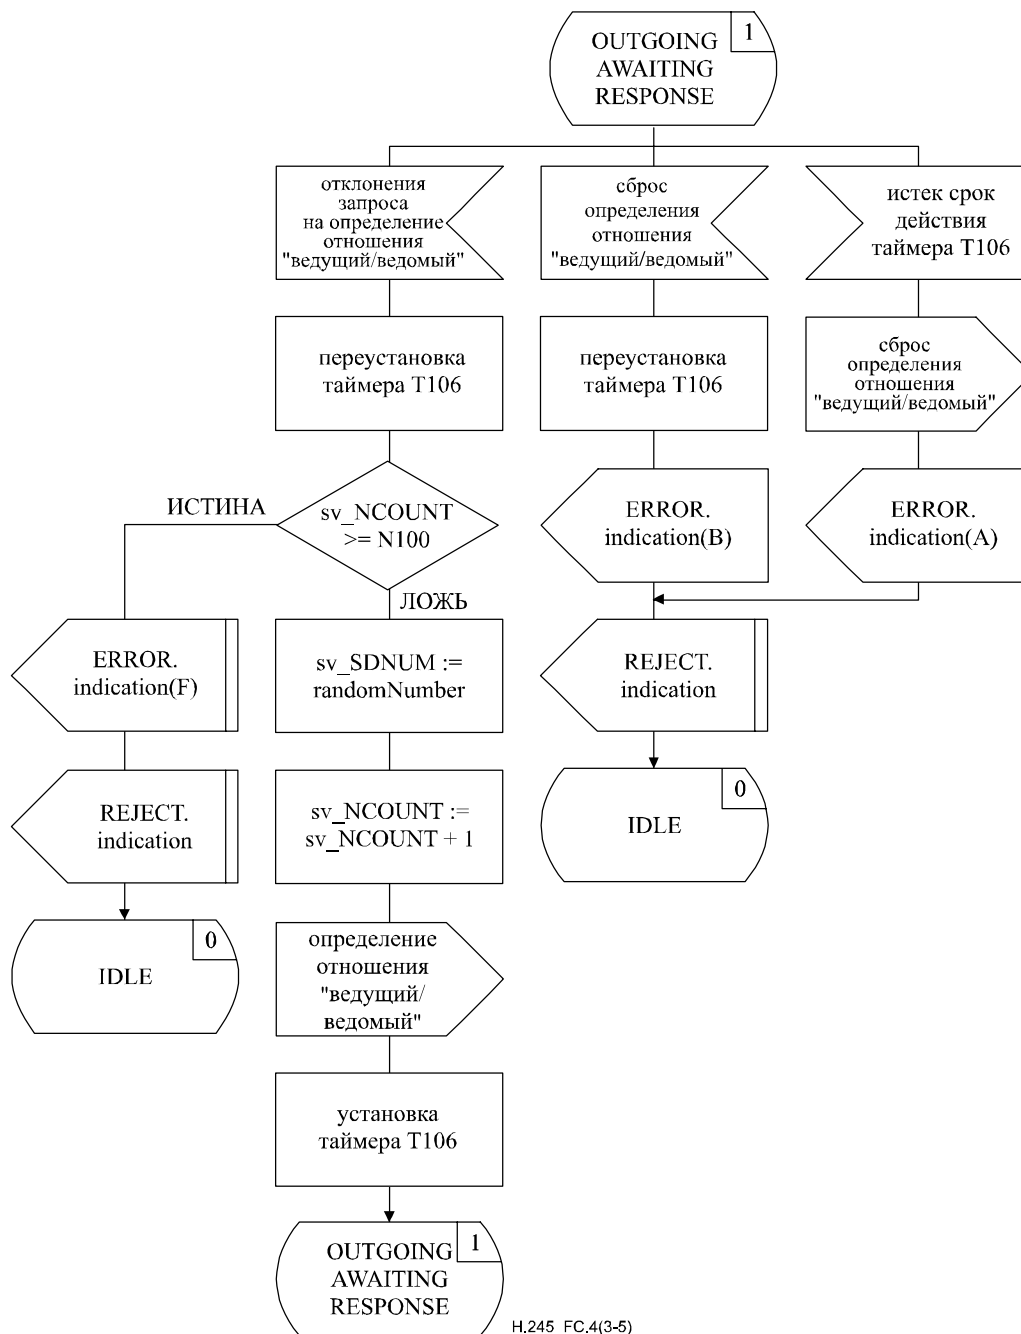 OUTGOING
AWAITING
RESPONSE
1
отклонения
запроса
на определение
отношения
"ведущий/ведомый"
сброс
определения
отношения
"ведущий/ведомый"
истек срок
действия
таймера T106
переустановка
таймера T106
переустановка
таймера T106
сброс
определения
отношения
"ведущий/ведомый"
ИСТИНА
sv_NCOUNT
>= N100
ЛОЖЬ
ERROR.
indication(B)
ERROR.
indication(A)
ERROR.
indication(F)
sv_SDNUM :=
randomNumber
REJECT.
indication
REJECT.
indication
sv_NCOUNT :=
sv_NCOUNT + 1
0
IDLE
0
IDLE
определение
отношения
"ведущий/
ведомый"
установка
таймера T106
OUTGOING
AWAITING
RESPONSE
1
H.245_FC.4(3-5)